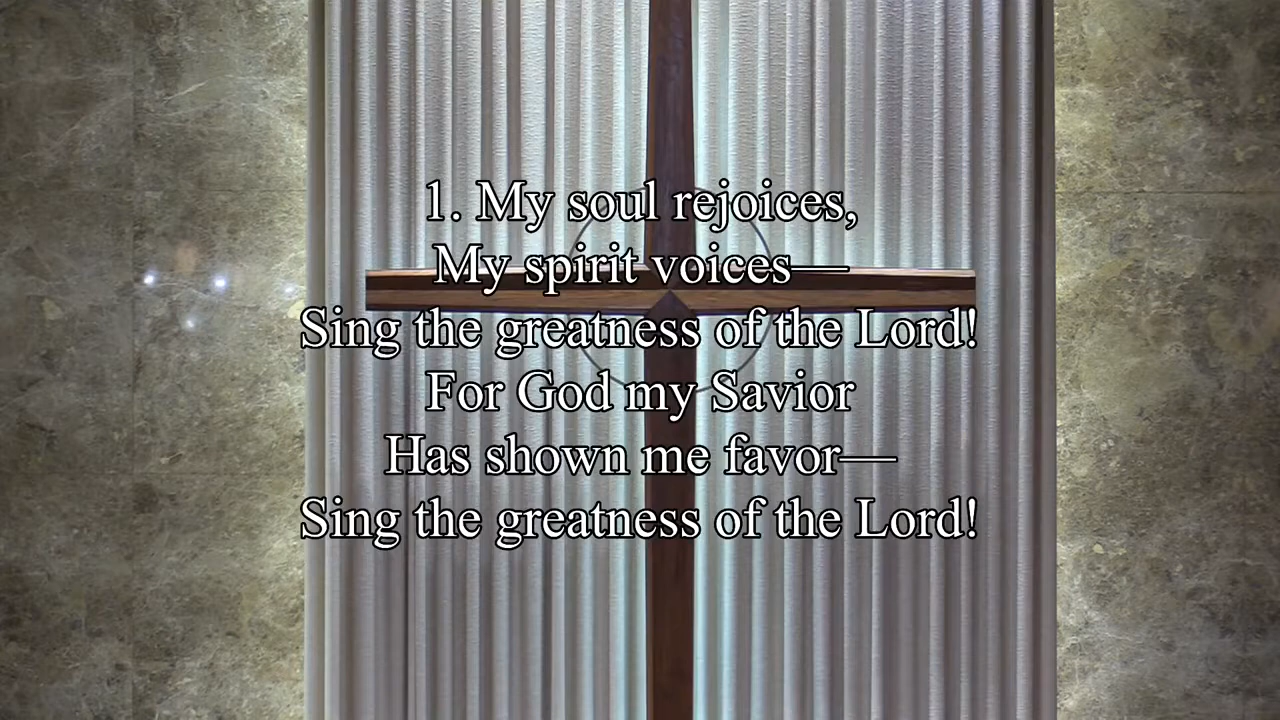 1. My soul rejoices,
My spirit voices—
Sing the greatness of the Lord!
For God my Savior
Has shown me favor—
Sing the greatness of the Lord!